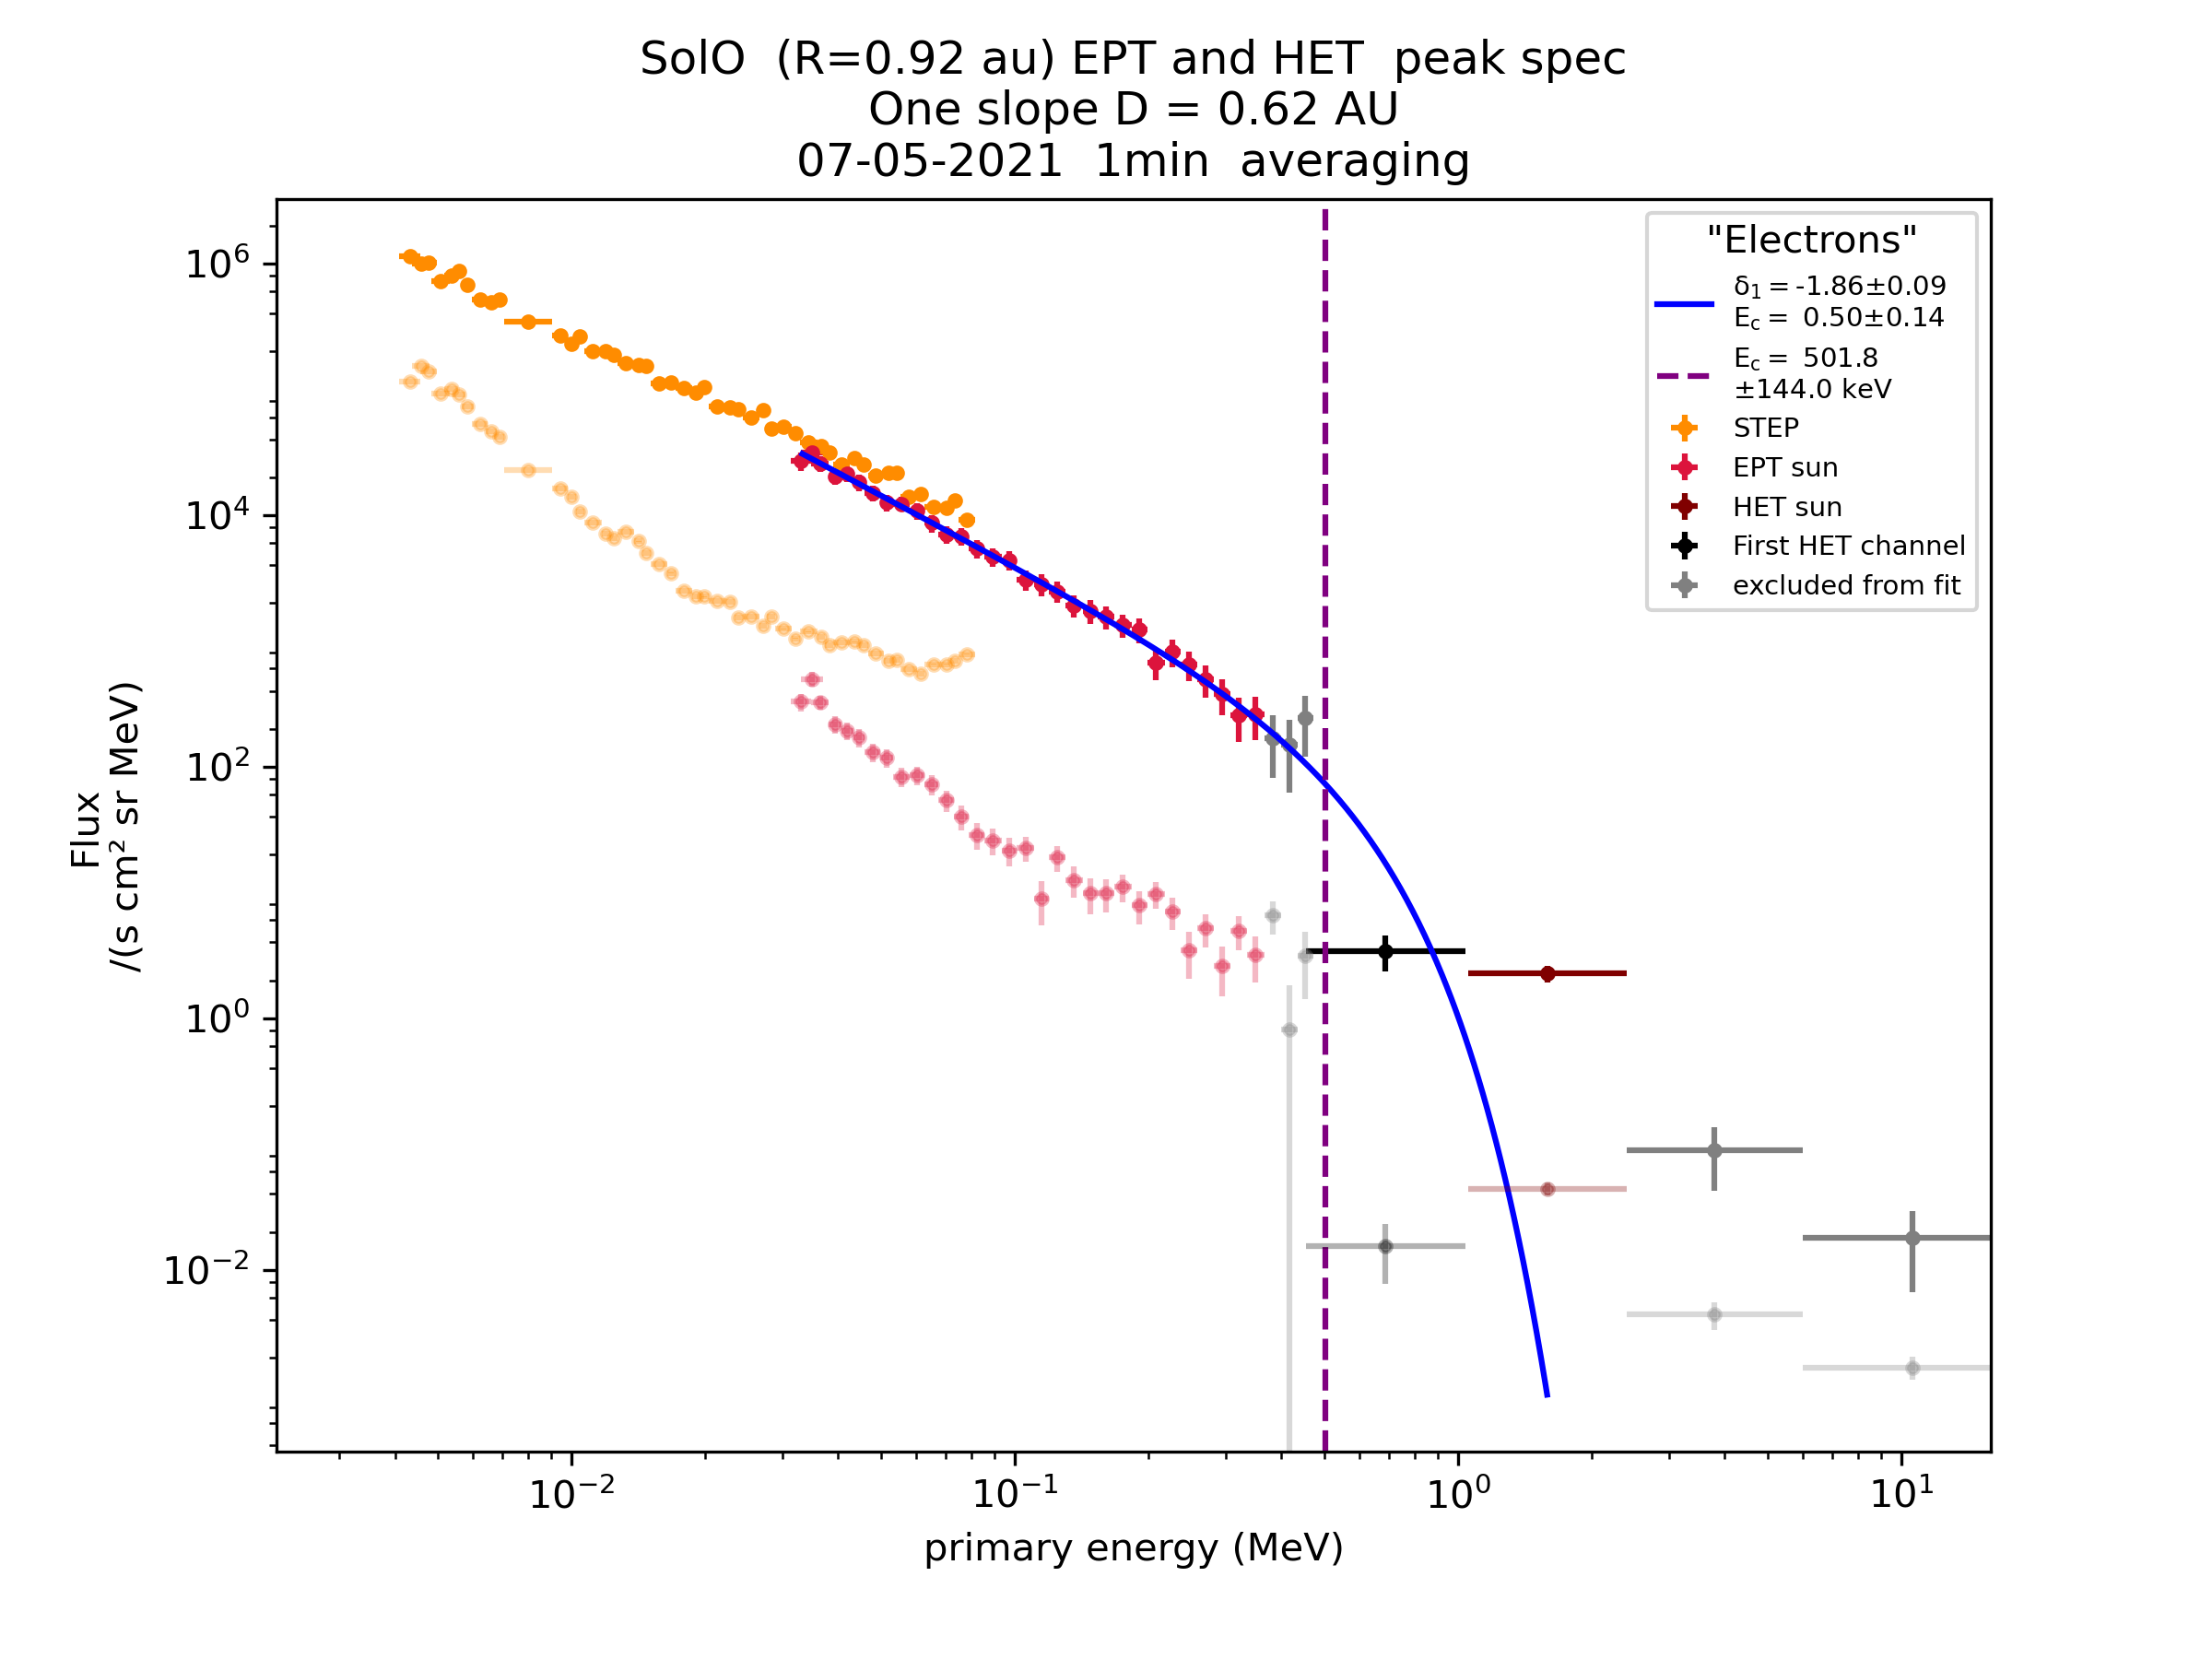 SolO  (R=0.92 au) EPT and HET  peak spec
One slope D = 0.62 AU
07-05-2021  1min  averaging
"Electrons"
δ₁ = -1.86±0.09
E_c = 0.50±0.14
E_c = 501.8
±144.0 keV
STEP
EPT sun
HET sun
First HET channel
excluded from fit
10⁶
10⁴
10²
10⁰
10⁻²
Flux
/(s cm² sr MeV)
10⁻²
10⁻¹
10⁰
10¹
primary energy (MeV)